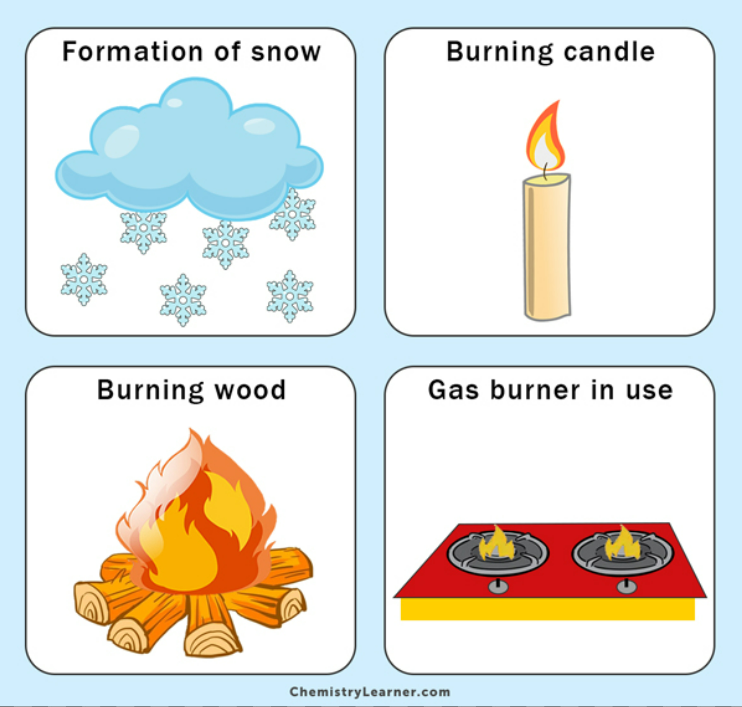 Formation of snow
Burning candle
Burning wood
Gas burner in use
ChemistryLearner.com